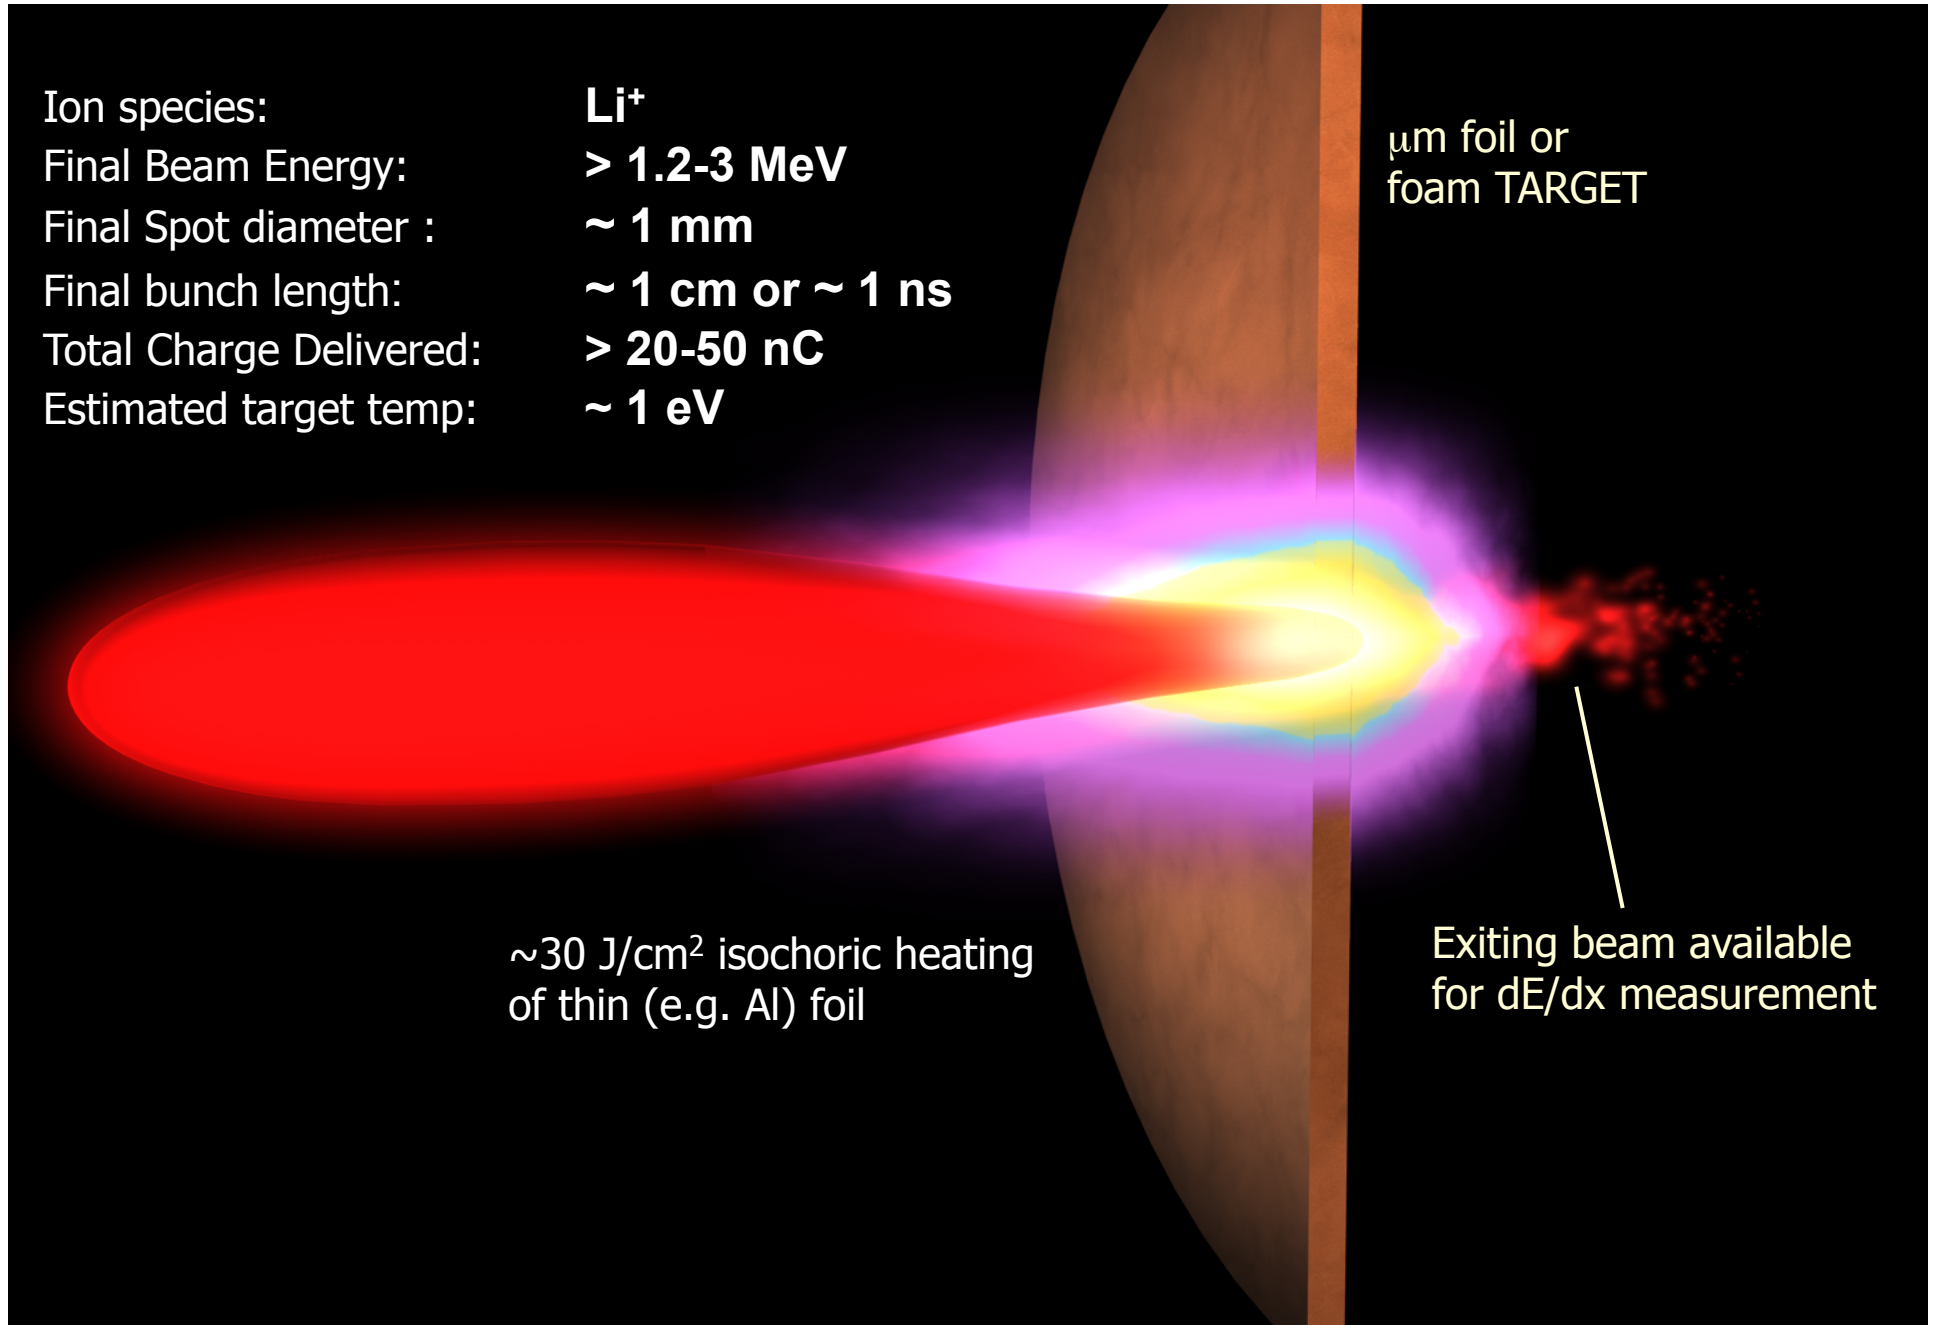 Ion species: Li⁺
Final Beam Energy: > 1.2-3 MeV
Final Spot diameter : ~ 1 mm
Final bunch length: ~ 1 cm or ~ 1 ns
Total Charge Delivered: > 20-50 nC
Estimated target temp: ~ 1 eV
μm foil or
foam TARGET
~30 J/cm² isochoric heating
of thin (e.g. Al) foil
Exiting beam available
for dE/dx measurement